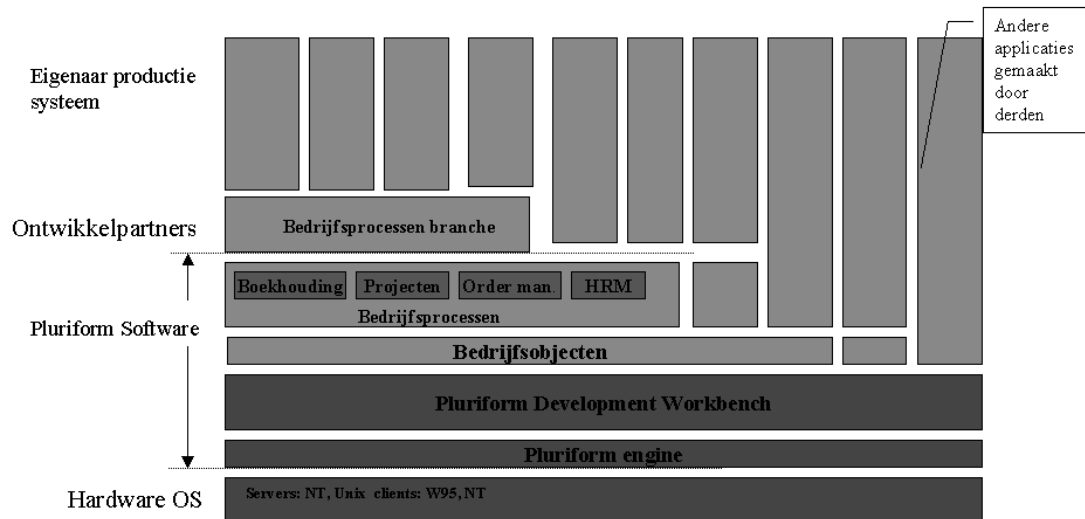 Andere
applicaties
gemaakt
door
derden
Eigenaar productie
systeem
Ontwikkelpartners
Bedrijfsprocessen branche
Boekhouding
Projecten
Order man.
HRM
Bedrijfsprocessen
Pluriform Software
Bedrijfsobjecten
Pluriform Development Workbench
Pluriform engine
Hardware OS
Servers: NT, Unix clients: W95, NT